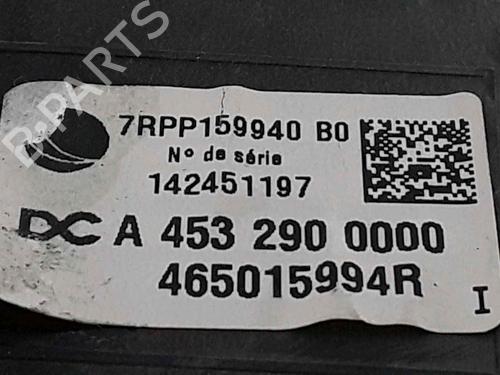 B-PARTS
7RPP159940 B0
Nº de série
142451197
DC A 453 290 0000
465015994R
I